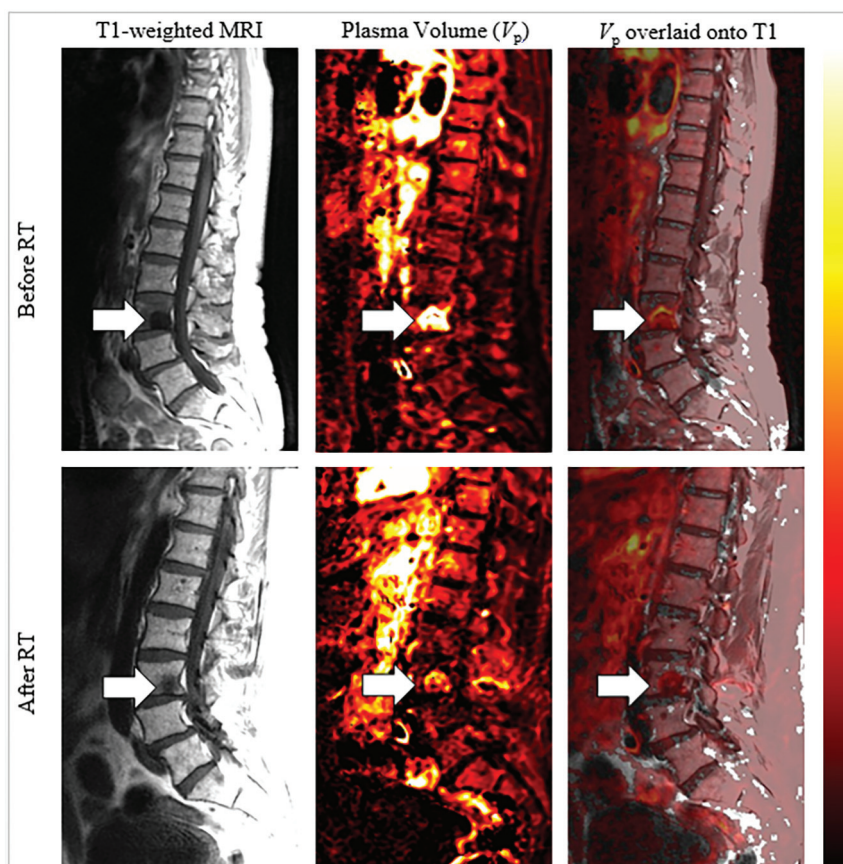 T1-weighted MRI
Plasma Volume (Vp)
Vp overlaid onto T1
Before RT
After RT